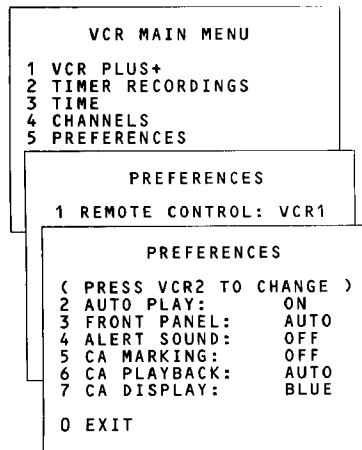 VCR MAIN MENU
1 VCR PLUS+
2 TIMER RECORDINGS
3 TIME
4 CHANNELS
5 PREFERENCES
PREFERENCES
1 REMOTE CONTROL: VCR1
PREFERENCES
( PRESS VCR2 TO CHANGE )
2 AUTO PLAY: ON
3 FRONT PANEL: AUTO
4 ALERT SOUND: OFF
5 CA MARKING: OFF
6 CA PLAYBACK: AUTO
7 CA DISPLAY: BLUE
0 EXIT